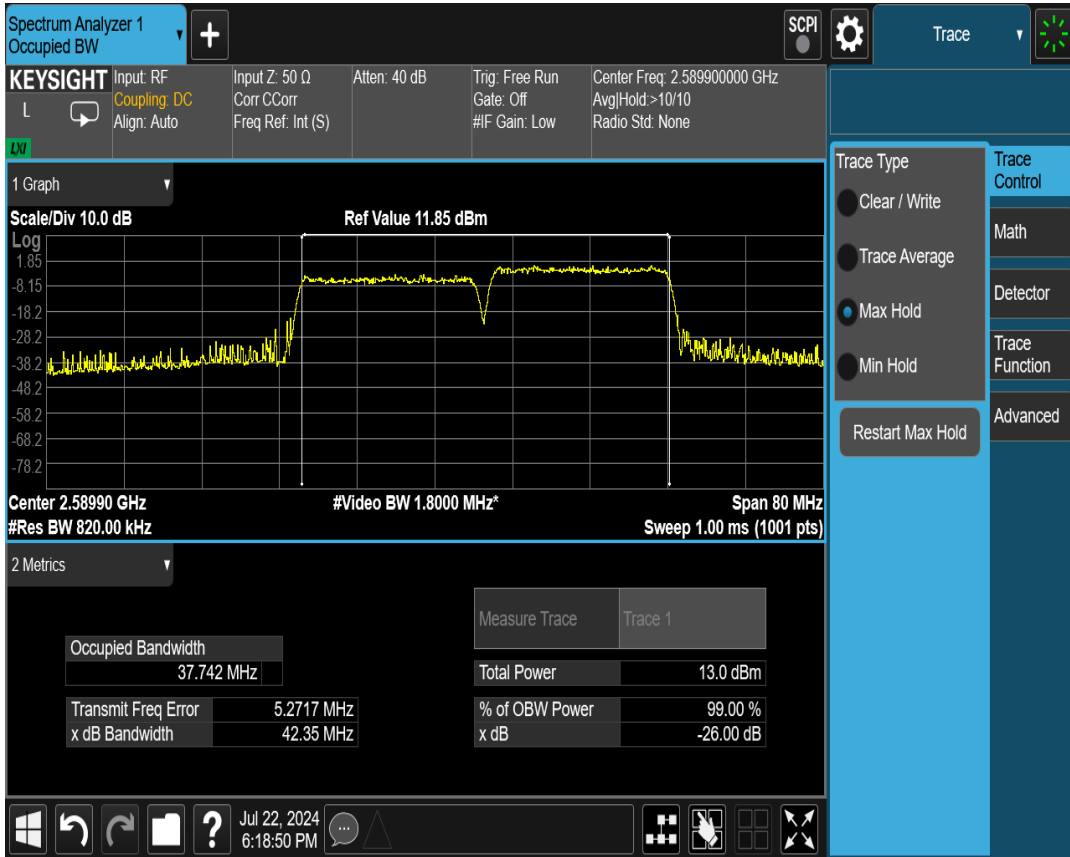 Spectrum Analyzer 1
Occupied BW
+
SCPI
Trace
KEYSIGHT
L
LXI
Input: RF
Coupling: DC
Align: Auto
Input Z: 50 Ω
Corr CCorr
Freq Ref: Int (S)
Atten: 40 dB
Trig: Free Run
Gate: Off
#IF Gain: Low
Center Freq: 2.589900000 GHz
Avg|Hold:>10/10
Radio Std: None
1 Graph
Scale/Div 10.0 dB
Ref Value 11.85 dBm
Log
1.85
-8.15
-18.2
-28.2
-38.2
-48.2
-58.2
-68.2
-78.2
Center 2.58990 GHz
#Video BW 1.8000 MHz*
Span 80 MHz
#Res BW 820.00 kHz
Sweep 1.00 ms (1001 pts)
2 Metrics
Measure Trace
Trace 1
Occupied Bandwidth
37.742 MHz
Total Power
13.0 dBm
Transmit Freq Error
5.2717 MHz
% of OBW Power
99.00 %
x dB Bandwidth
42.35 MHz
x dB
-26.00 dB
Trace Type
Clear / Write
Trace Average
Max Hold
Min Hold
Restart Max Hold
Trace
Control
Math
Detector
Trace
Function
Advanced
?
Jul 22, 2024
6:18:50 PM